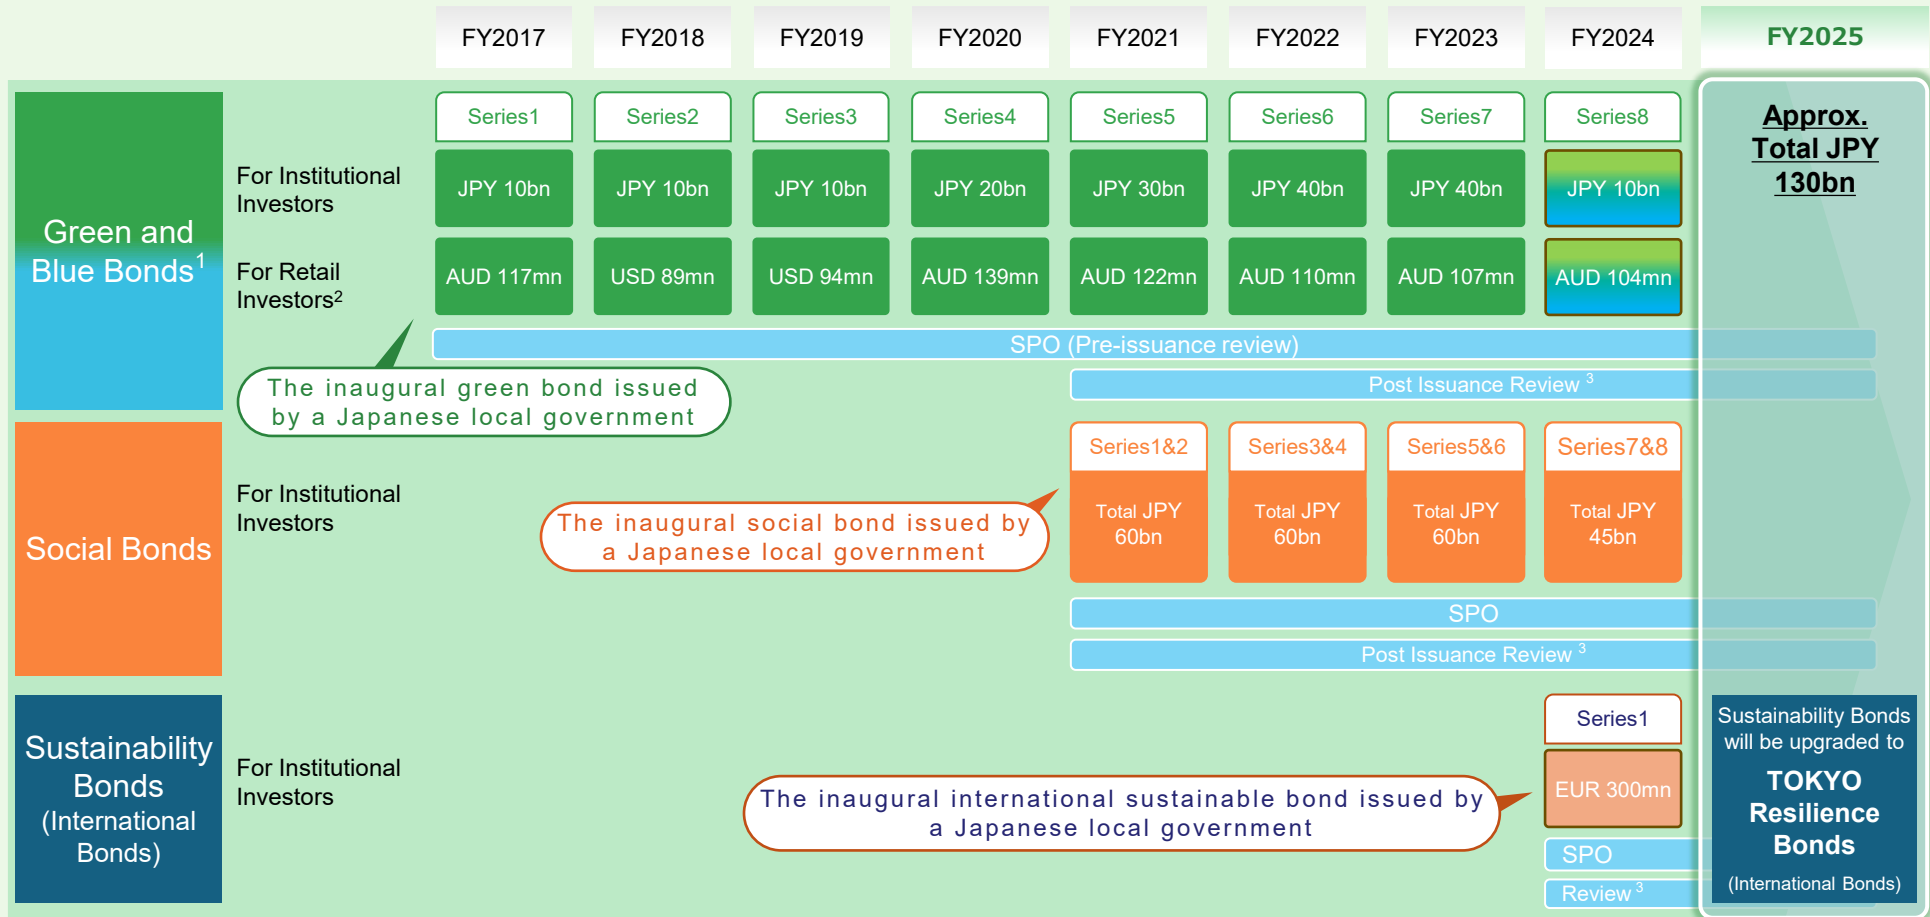 FY2017 FY2018 FY2019 FY2020 FY2021 FY2022 FY2023 FY2024 FY2025
Green and
Blue Bonds¹
Series1 Series2 Series3 Series4 Series5 Series6 Series7 Series8
For Institutional
Investors
JPY 10bn JPY 10bn JPY 10bn JPY 20bn JPY 30bn JPY 40bn JPY 40bn JPY 10bn
For Retail
Investors²
AUD 117mn USD 89mn USD 94mn AUD 139mn AUD 122mn AUD 110mn AUD 107mn AUD 104mn
SPO (Pre-issuance review)
Post Issuance Review ³
The inaugural green bond issued
by a Japanese local government
Approx.
Total JPY
130bn
Social Bonds
For Institutional
Investors
Series1&2 Series3&4 Series5&6 Series7&8
Total JPY
60bn
Total JPY
60bn
Total JPY
60bn
Total JPY
45bn
The inaugural social bond issued by
a Japanese local government
SPO
Post Issuance Review ³
Sustainability
Bonds
(International
Bonds)
For Institutional
Investors
Series1
EUR 300mn
The inaugural international sustainable bond issued by
a Japanese local government
SPO
Review ³
Sustainability Bonds
will be upgraded to
TOKYO
Resilience
Bonds
(International Bonds)